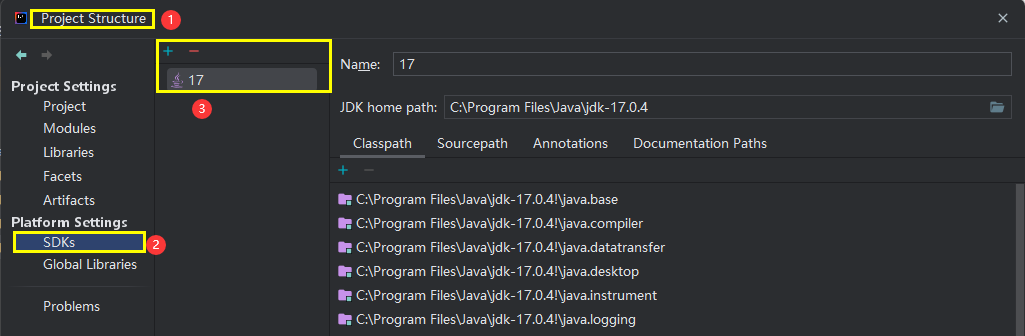 Project Structure
1
Project Settings
Project
Modules
Libraries
Facets
Artifacts
Platform Settings
SDKs
2
Global Libraries
Problems
17
3
Name: 17
JDK home path: C:\Program Files\Java\jdk-17.0.4
Classpath Sourcepath Annotations Documentation Paths
C:\Program Files\Java\jdk-17.0.4!\java.base
C:\Program Files\Java\jdk-17.0.4!\java.compiler
C:\Program Files\Java\jdk-17.0.4!\java.datatransfer
C:\Program Files\Java\jdk-17.0.4!\java.desktop
C:\Program Files\Java\jdk-17.0.4!\java.instrument
C:\Program Files\Java\jdk-17.0.4!\java.logging